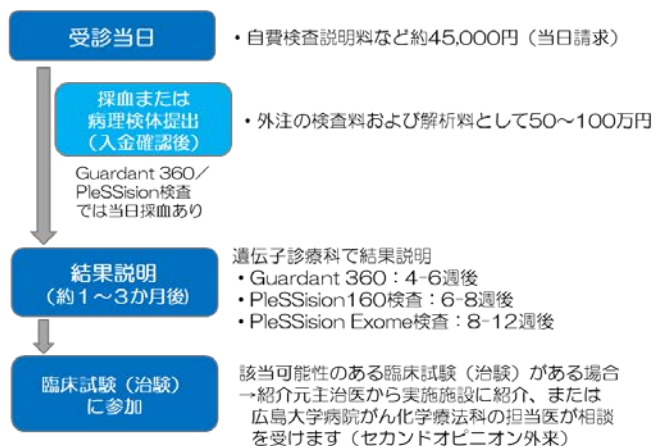 受診当日
・自費検査説明料など約45,000円（当日請求）
採血または
病理検体提出
（入金確認後）
・外注の検査料および解析料として50～100万円
Guardant 360／
PleSSision検査
では当日採血あり
結果説明
（約１～３か月後）
遺伝子診療科で結果説明
・Guardant 360：4-6週後
・PleSSision160検査：6-8週後
・PleSSision Exome検査：8-12週後
臨床試験（治験）
に参加
該当可能性のある臨床試験（治験）がある場合
→紹介元主治医から実施施設に紹介、または
広島大学病院がん化学療法科の担当医が相談
を受けます（セカンドオピニオン外来）